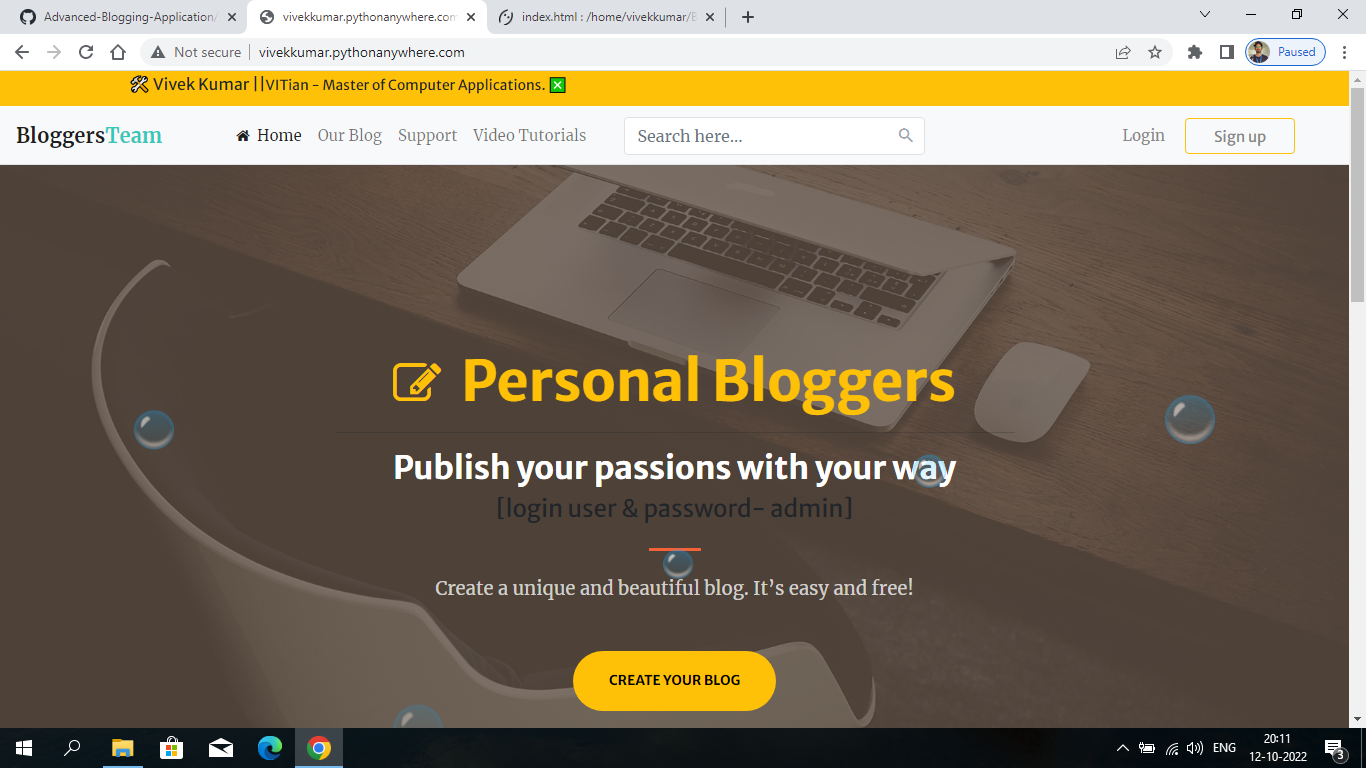 Advanced-Blogging-Application/
vivekkumar.pythonanywhere.com
index.html : /home/vivekkumar/B
Not secure
vivekkumar.pythonanywhere.com
Paused
🛠 Vivek Kumar ||VITian - Master of Computer Applications. ❎
BloggersTeam
Home
Our Blog
Support
Video Tutorials
Search here...
Login
Sign up
Personal Bloggers
Publish your passions with your way
[login user & password- admin]
Create a unique and beautiful blog. It’s easy and free!
CREATE YOUR BLOG
ENG
20:11
12-10-2022
3